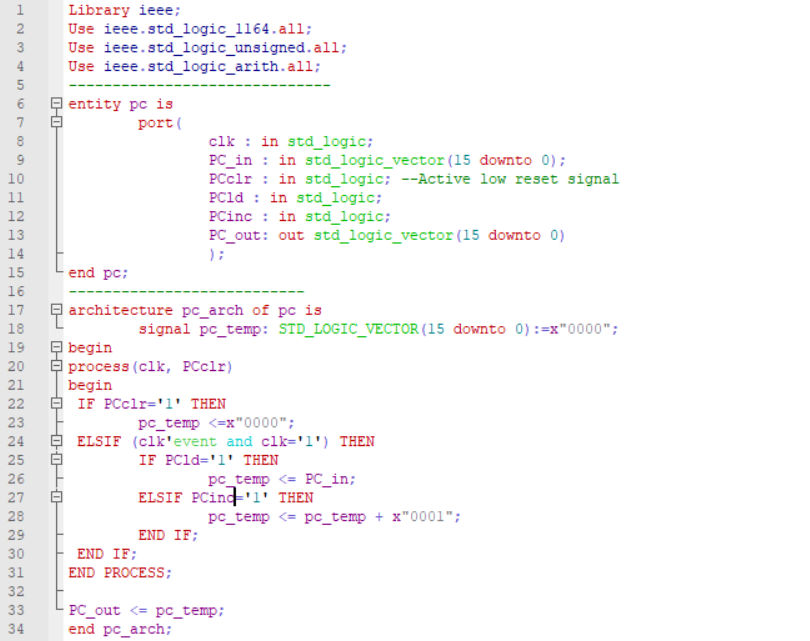 1 Library ieee;
2 Use ieee.std_logic_1164.all;
3 Use ieee.std_logic_unsigned.all;
4 Use ieee.std_logic_arith.all;
5 ------------------------------
6 entity pc is
7 port(
8 clk : in std_logic;
9 PC_in : in std_logic_vector(15 downto 0);
10 PCclr : in std_logic; --Active low reset signal
11 PCld : in std_logic;
12 PCinc : in std_logic;
13 PC_out: out std_logic_vector(15 downto 0)
14 );
15 end pc;
16 ---------------------------
17 architecture pc_arch of pc is
18 signal pc_temp: STD_LOGIC_VECTOR(15 downto 0):=x"0000";
19 begin
20 process(clk, PCclr)
21 begin
22 IF PCclr='1' THEN
23 pc_temp <=x"0000";
24 ELSIF (clk'event and clk='1') THEN
25 IF PCld='1' THEN
26 pc_temp <= PC_in;
27 ELSIF PCinc='1' THEN
28 pc_temp <= pc_temp + x"0001";
29 END IF;
30 END IF;
31 END PROCESS;
32
33 PC_out <= pc_temp;
34 end pc_arch;